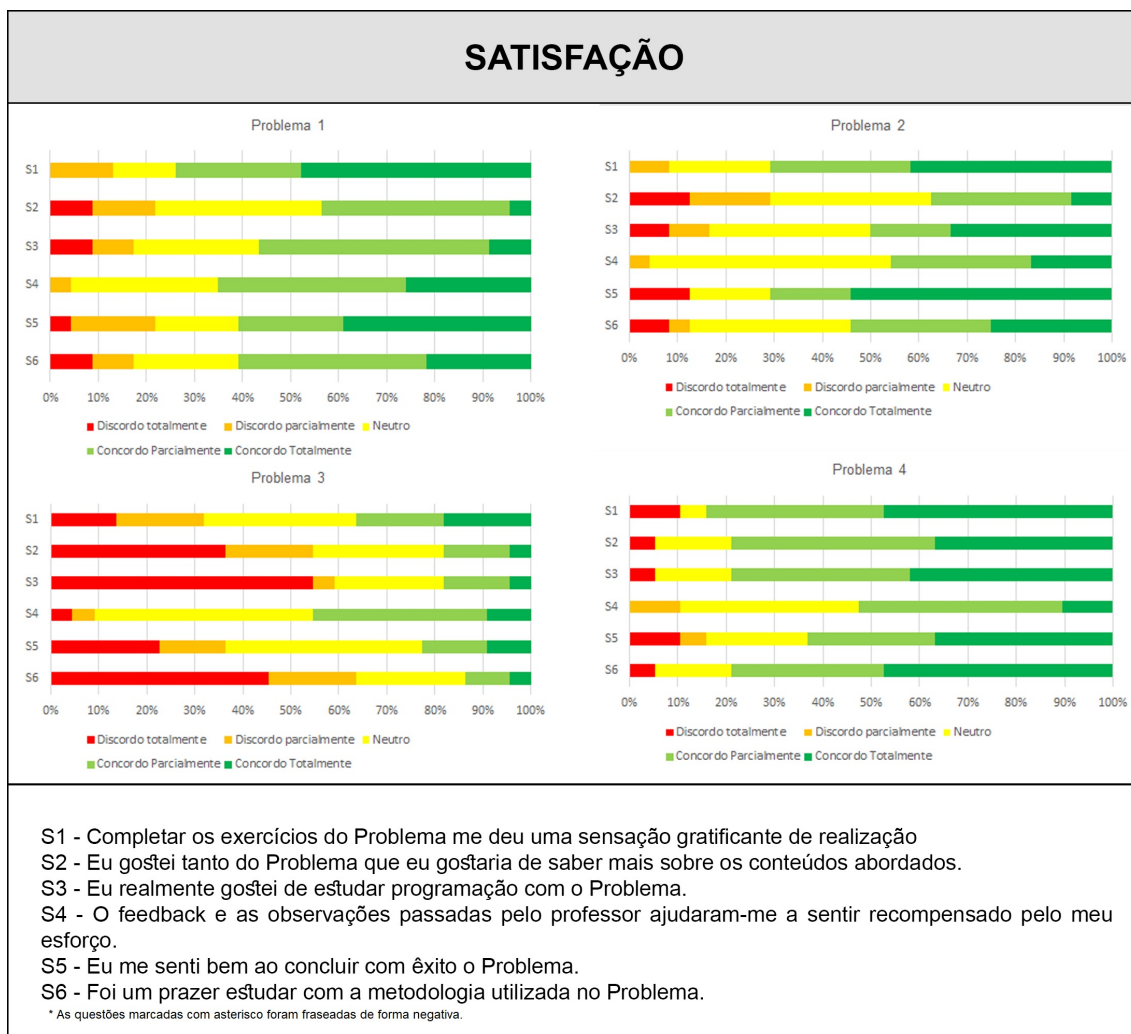 SATISFAÇÃO
Problema 1
S1
S2
S3
S4
S5
S6
0% 10% 20% 30% 40% 50% 60% 70% 80% 90% 100%
Discordo totalmente Discordo parcialmente Neutro
Concordo Parcialmente Concordo Totalmente
Problema 2
S1
S2
S3
S4
S5
S6
0% 10% 20% 30% 40% 50% 60% 70% 80% 90% 100%
Discordo totalmente Discordo parcialmente Neutro
Concordo Parcialmente Concordo Totalmente
Problema 3
S1
S2
S3
S4
S5
S6
0% 10% 20% 30% 40% 50% 60% 70% 80% 90% 100%
Discordo totalmente Discordo parcialmente Neutro
Concordo Parcialmente Concordo Totalmente
Problema 4
S1
S2
S3
S4
S5
S6
0% 10% 20% 30% 40% 50% 60% 70% 80% 90% 100%
Discordo totalmente Discordo parcialmente Neutro
Concordo Parcialmente Concordo Totalmente
S1 - Completar os exercícios do Problema me deu uma sensação gratificante de realização
S2 - Eu gostei tanto do Problema que eu gostaria de saber mais sobre os conteúdos abordados.
S3 - Eu realmente gostei de estudar programação com o Problema.
S4 - O feedback e as observações passadas pelo professor ajudaram-me a sentir recompensado pelo meu
esforço.
S5 - Eu me senti bem ao concluir com êxito o Problema.
S6 - Foi um prazer estudar com a metodologia utilizada no Problema.
* As questões marcadas com asterisco foram fraseadas de forma negativa.